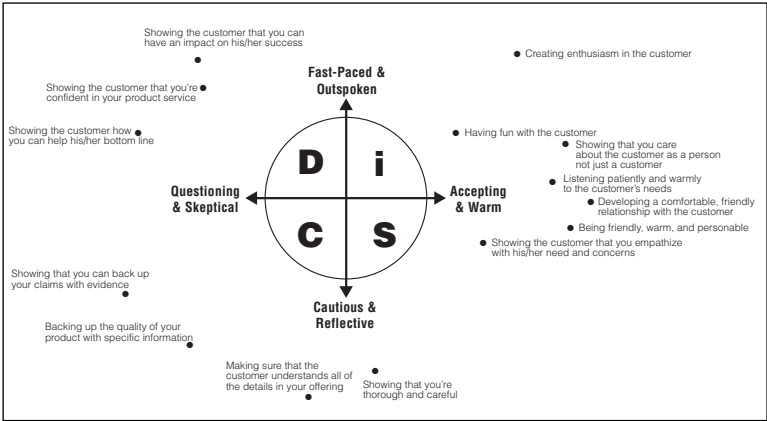 Showing the customer that you can
have an impact on his/her success
Creating enthusiasm in the customer
Fast-Paced &
Outspoken
Showing the customer that you're
confident in your product service
Showing the customer how
you can help his/her bottom line
Having fun with the customer
Showing that you care
about the customer as a person
not just a customer
D
i
Listening patiently and warmly
to the customer's needs
Questioning
& Skeptical
Accepting
& Warm
Developing a comfortable, friendly
relationship with the customer
Being friendly, warm, and personable
C
S
Showing the customer that you empathize
with his/her need and concerns
Showing that you can back up
your claims with evidence
Cautious &
Reflective
Backing up the quality of your
product with specific information
Making sure that the
customer understands all of
the details in your offering
Showing that you're
thorough and careful